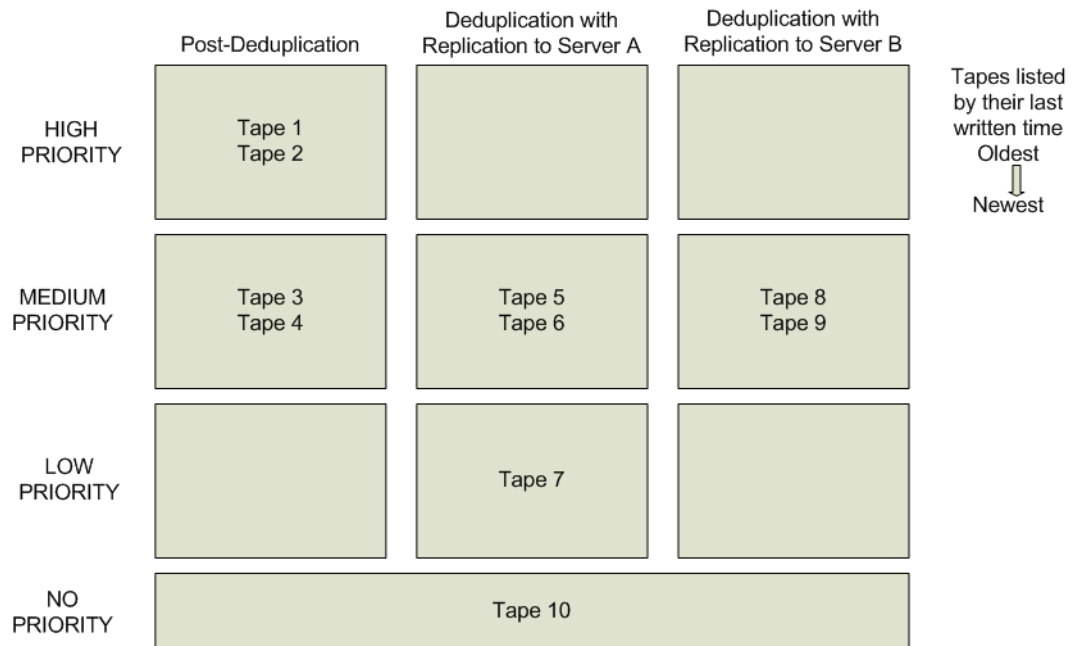 Post-Deduplication
Deduplication with
Replication to Server A
Deduplication with
Replication to Server B
HIGH
PRIORITY
Tape 1
Tape 2
Tapes listed
by their last
written time
Oldest
Newest
MEDIUM
PRIORITY
Tape 3
Tape 4
Tape 5
Tape 6
Tape 8
Tape 9
LOW
PRIORITY
Tape 7
NO
PRIORITY
Tape 10